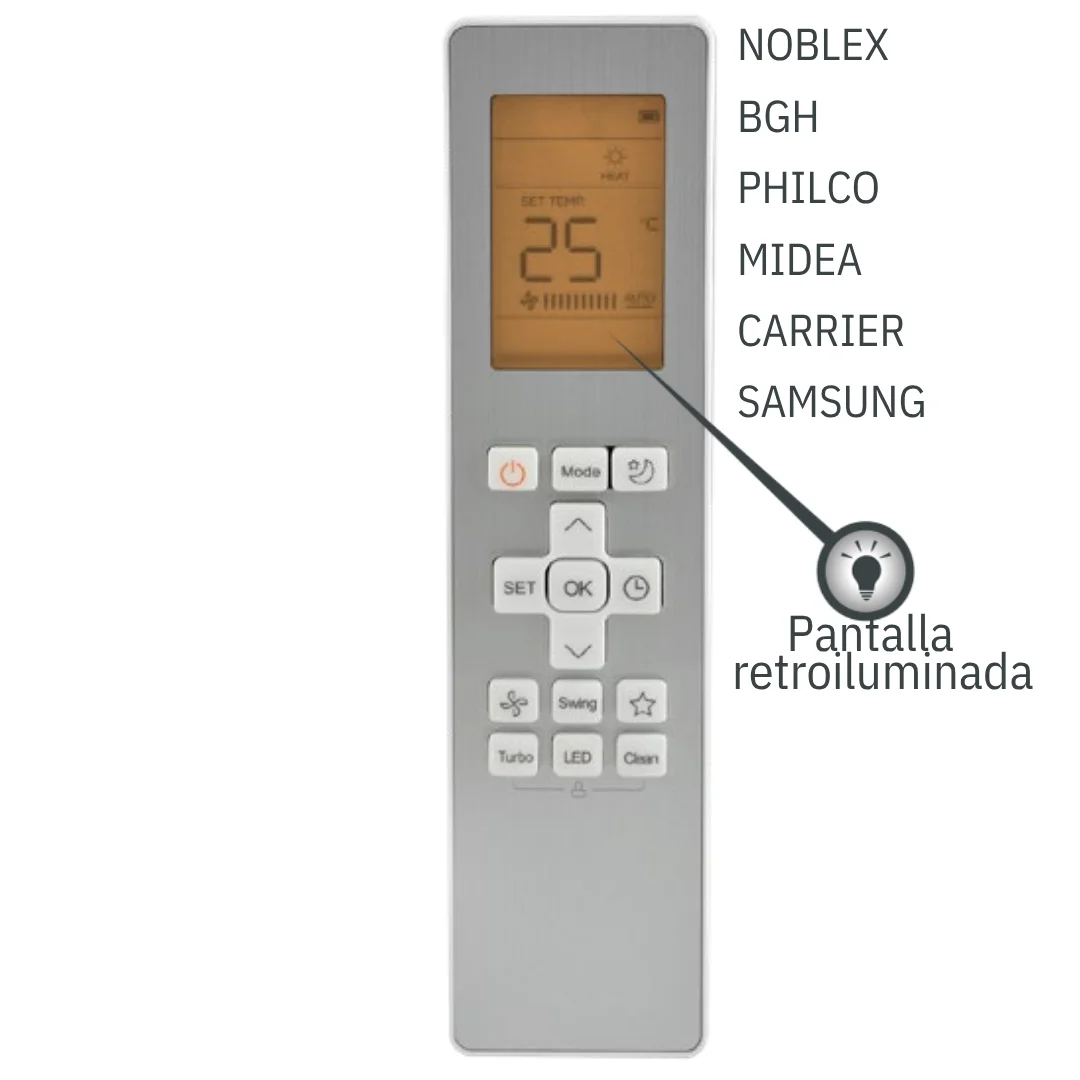 NOBLEX
BGH
PHILCO
MIDEA
CARRIER
SAMSUNG
HEAT
SET TEMP.
25 °C
AUTO
Mode
SET OK
Swing
Turbo LED Clean
Pantalla
retroiluminada